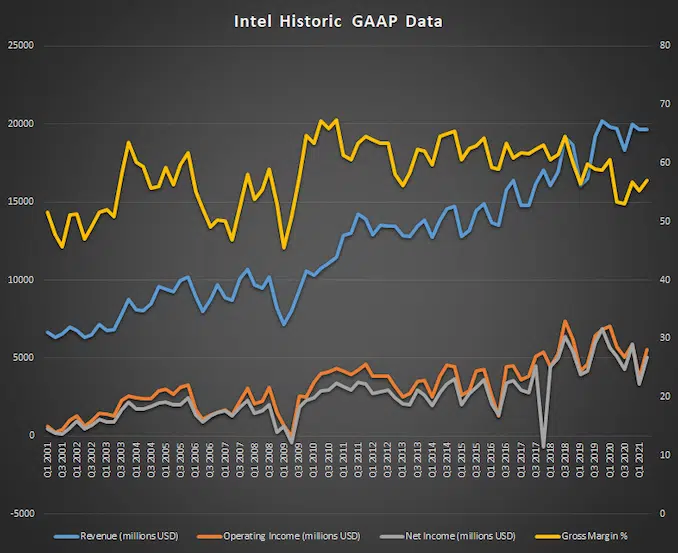 Intel Historic GAAP Data
25000
20000
15000
10000
5000
0
-5000
80
70
60
50
40
30
20
10
0
Q1 2001
Q3 2001
Q1 2002
Q3 2002
Q1 2003
Q3 2003
Q1 2004
Q3 2004
Q1 2005
Q3 2005
Q1 2006
Q3 2006
Q1 2007
Q3 2007
Q1 2008
Q3 2008
Q1 2009
Q3 2009
Q1 2010
Q3 2010
Q1 2011
Q3 2011
Q1 2012
Q3 2012
Q1 2013
Q3 2013
Q1 2014
Q3 2014
Q1 2015
Q3 2015
Q1 2016
Q3 2016
Q1 2017
Q3 2017
Q1 2018
Q3 2018
Q1 2019
Q3 2019
Q1 2020
Q3 2020
Q1 2021
Revenue (millions USD)
Operating Income (millions USD)
Net Income (millions USD)
Gross Margin %